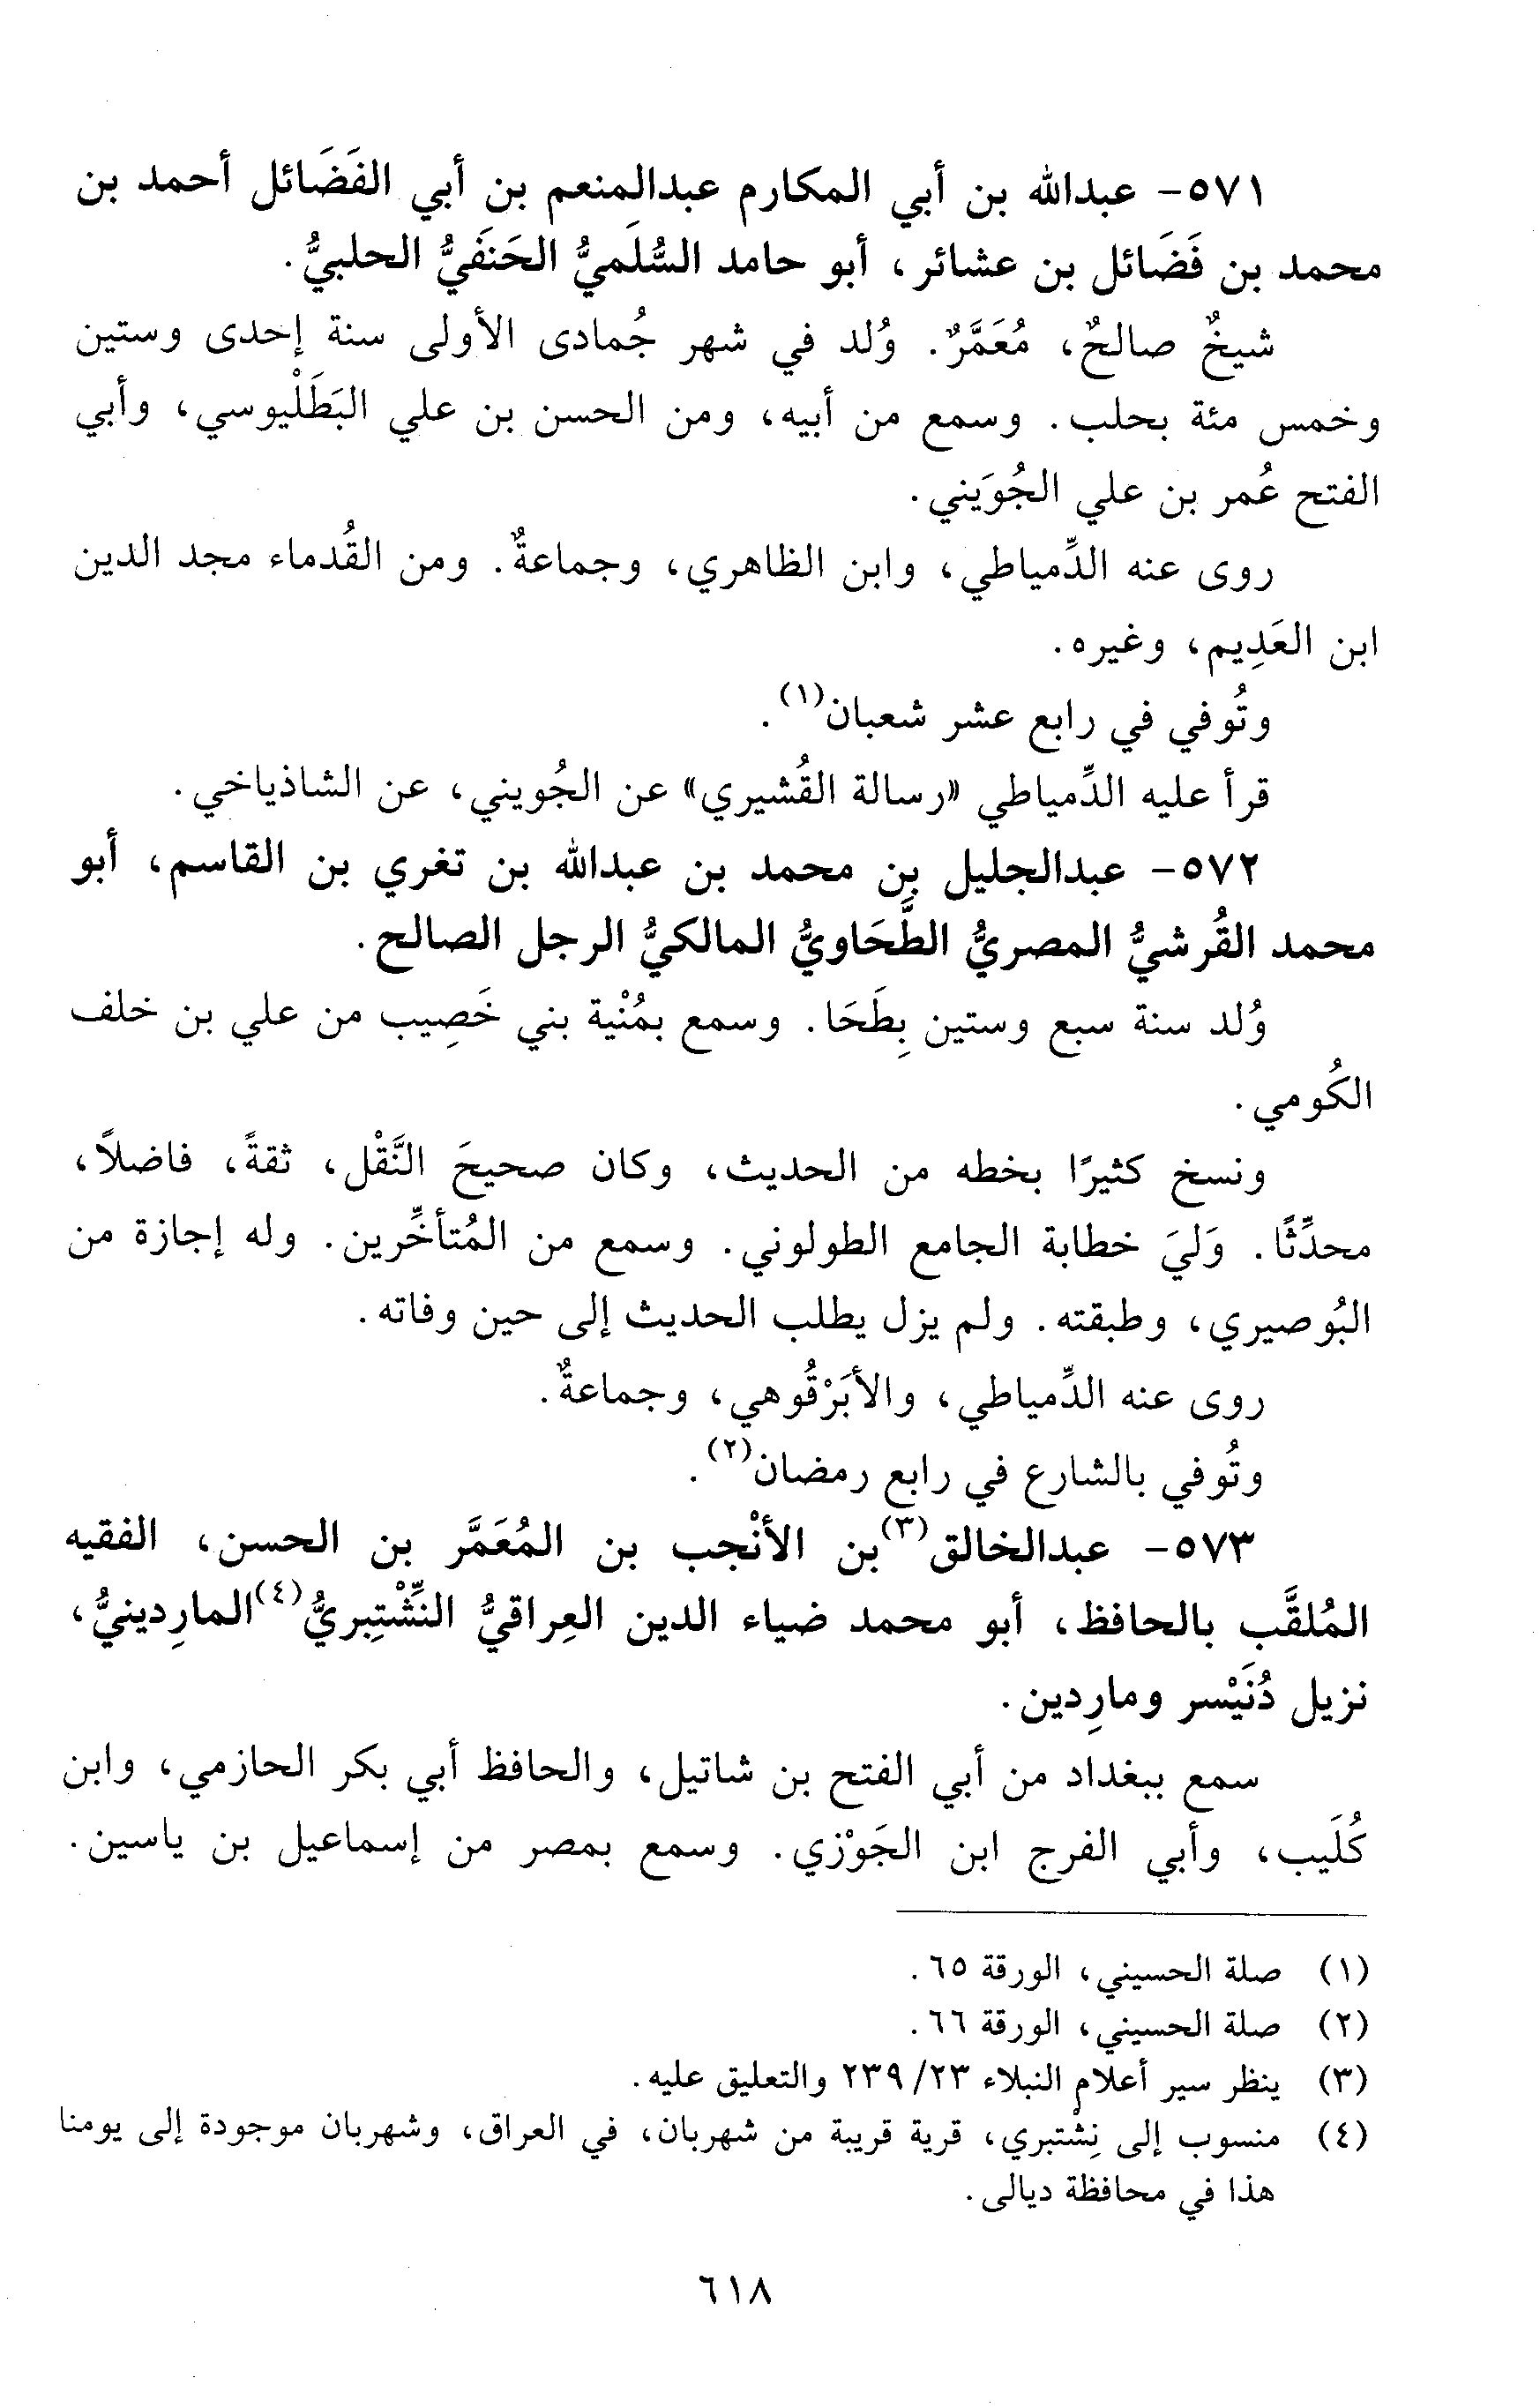 ٥٧١- عبدالله بن أبي المكارم عبدالمنعم بن أبي الفَضَائل أحمد بن
محمد بن فَضَائل بن عشائر، أبو حامد السُّلَميُّ الحَنَفيُّ الحلبيُّ.
شيخٌ صالحٌ، مُعَمَّرٌ. وُلد في شهر جُمادى الأولى سنة إحدى وستين
وخمس مئة بحلب. وسمع من أبيه، ومن الحسن بن علي البَطَلْيوسي، وأبي
الفتح عُمر بن علي الجُوَيني.
روى عنه الدِّمياطي، وابن الظاهري، وجماعةٌ. ومن القُدماء مجد الدين
ابن العَدِيم، وغيره.
وتُوفي في رابع عشر شعبان(١).
قرأ عليه الدِّمياطي «رسالة القُشيري» عن الجُويني، عن الشاذياخي.
٥٧٢- عبدالجليل بن محمد بن عبدالله بن تغري بن القاسم، أبو
محمد القُرشيُّ المصريُّ الطَّحَاويُّ المالكيُّ الرجل الصالح.
وُلد سنة سبع وستين بِطَحَا. وسمع بمُنْية بني خَصِيب من علي بن خلف
الكُومي.
ونسخ كثيرًا بخطه من الحديث، وكان صحيحَ النَّقْل، ثقةً، فاضلاً،
محدِّثًا. وَليَ خطابة الجامع الطولوني. وسمع من المُتأخِّرين. وله إجازة من
البُوصيري، وطبقته. ولم يزل يطلب الحديث إلى حين وفاته.
روى عنه الدِّمياطي، والأبَرْقُوهي، وجماعةٌ.
وتُوفي بالشارع في رابع رمضان(٢).
٥٧٣- عبدالخالق(٣)بن الأنْجب بن المُعَمَّر بن الحسن، الفقيه
المُلقَّب بالحافظ، أبو محمد ضياء الدين العِراقيُّ النِّشْتِبريُّ(٤)المارِدينيُّ،
نزيل دُنَيْسر ومارِدين.
سمع ببغداد من أبي الفتح بن شاتيل، والحافظ أبي بكر الحازمي، وابن
كُلَيب، وأبي الفرج ابن الجَوْزي. وسمع بمصر من إسماعيل بن ياسين.
(١) صلة الحسيني، الورقة ٦٥.
(٢) صلة الحسيني، الورقة ٦٦.
(٣) ينظر سير أعلام النبلاء ٢٣/ ٢٣٩ والتعليق عليه.
(٤) منسوب إلى نِشْتبري، قرية قريبة من شهربان، في العراق، وشهربان موجودة إلى يومنا
هذا في محافظة ديالى.
٦١٨